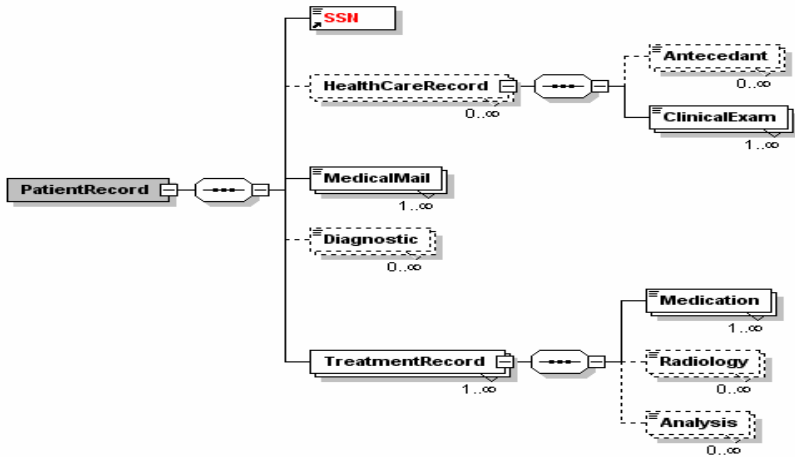 SSN
HealthCareRecord
0..∞
Antecedant
0..∞
ClinicalExam
1..∞
PatientRecord
MedicalMail
1..∞
Diagnostic
0..∞
TreatmentRecord
1..∞
Medication
1..∞
Radiology
0..∞
Analysis
0..∞